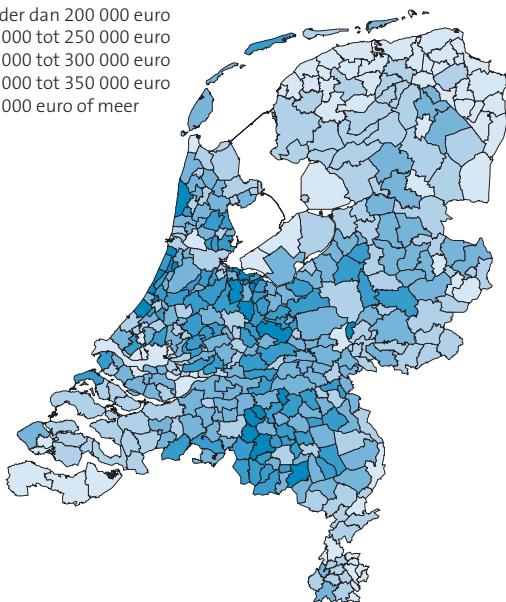 der dan 200 000 euro
000 tot 250 000 euro
000 tot 300 000 euro
000 tot 350 000 euro
000 euro of meer